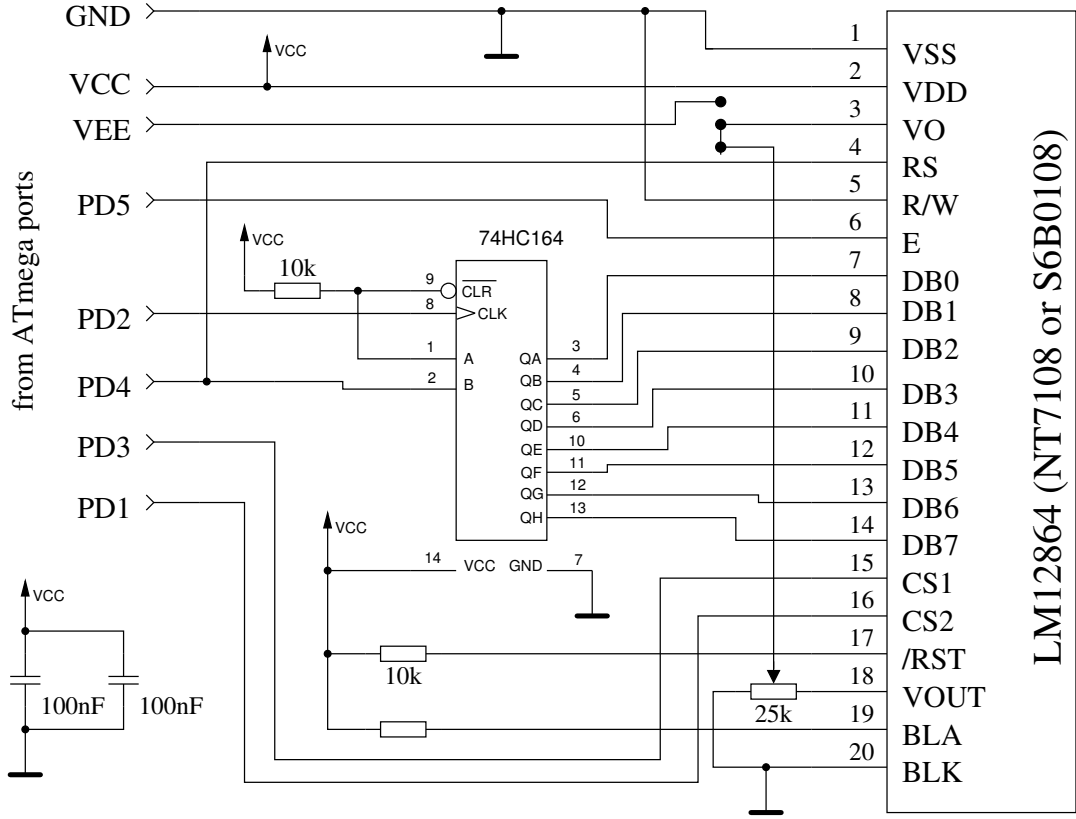 GND
VCC
VCC
VEE
PD5
PD2
PD4
PD3
PD1
from ATmega ports
VCC
10k
74HC164
9
CLR
8
CLK
1
A
2
B
QA
3
QB
4
QC
5
QD
6
QE
10
QF
11
QG
12
QH
13
VCC
14
VCC
GND
7
10k
VCC
100nF
100nF
25k
1
VSS
2
VDD
3
VO
4
RS
5
R/W
6
E
7
DB0
8
DB1
9
DB2
10
DB3
11
DB4
12
DB5
13
DB6
14
DB7
15
CS1
16
CS2
17
/RST
18
VOUT
19
BLA
20
BLK
LM12864 (NT7108 or S6B0108)